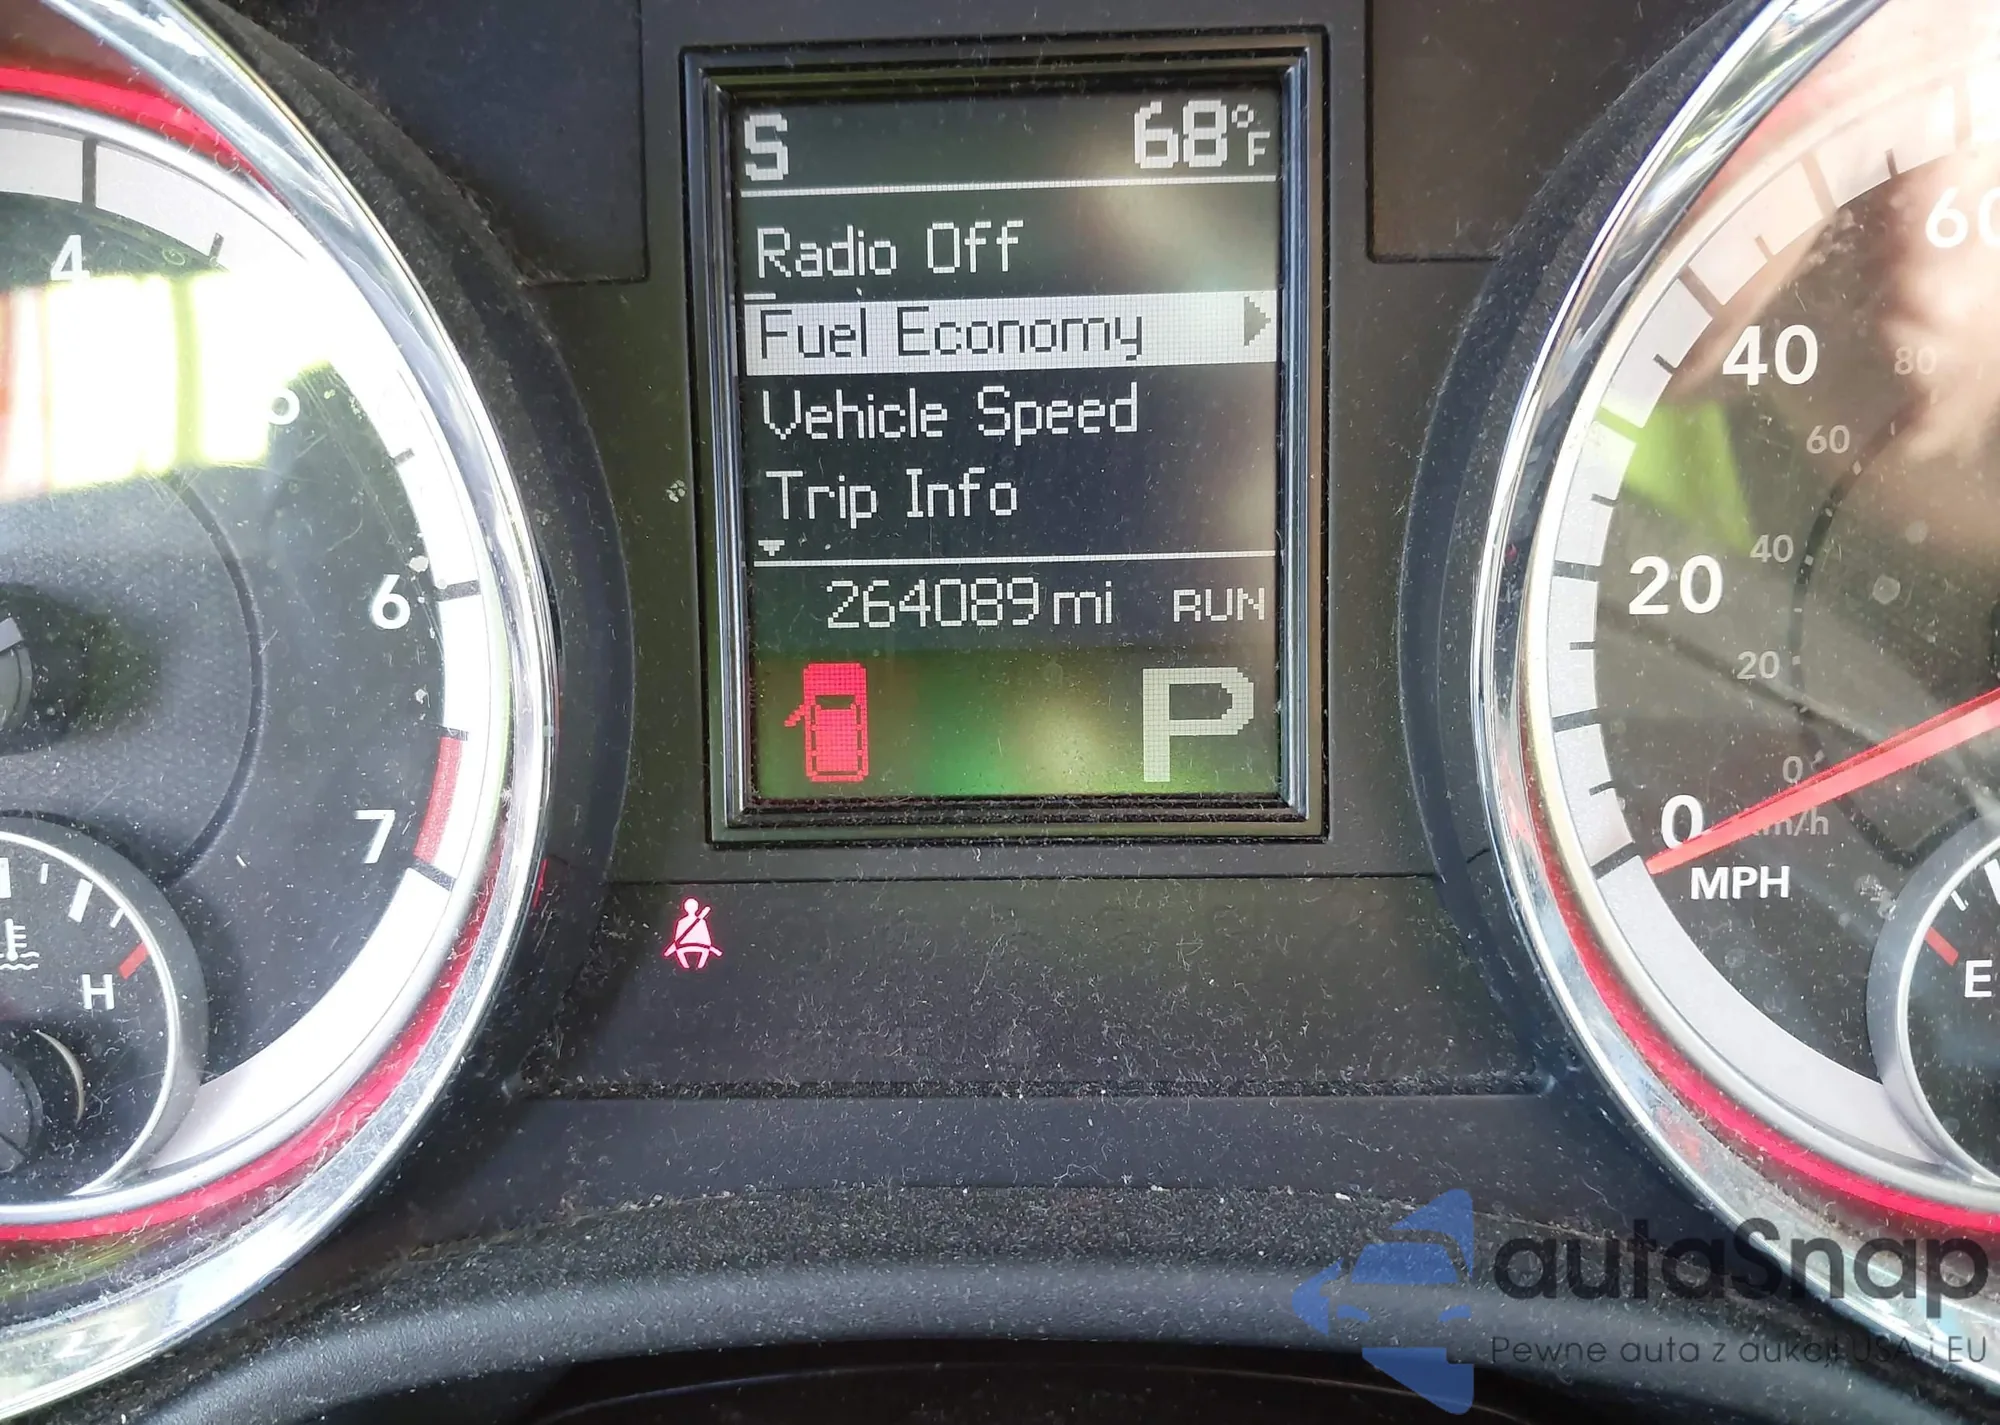 S 68°F
Radio Off
Fuel Economy
Vehicle Speed
Trip Info
264089 mi RUN
P
4
5
6
7
H
60
40 80
60
20 40
20
0 0
km/h
MPH
E
autaSnap
Pewne auta z aukcji USA i EU